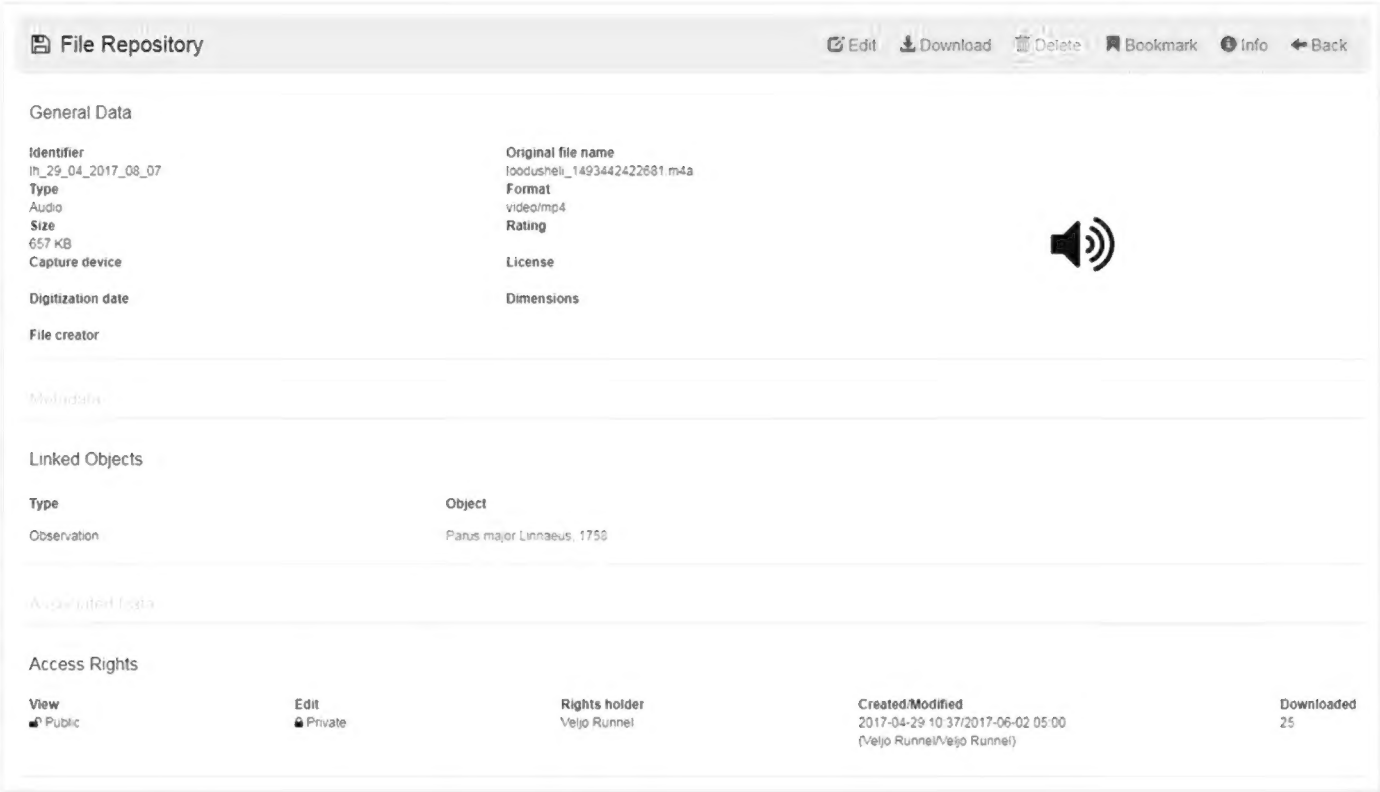 File Repository
Edit Download Delete Bookmark Info Back
General Data
Identifier Original file name
lh_29_04_2017_08_07 loodusheli_1493442422681.m4a
Type Format
Audio video/mp4
Size Rating
657 KB
Capture device License
Digitization date Dimensions
File creator
Metadata
Linked Objects
Type Object
Observation Parus major Linnaeus, 1758
Associated Data
Access Rights
View Edit Rights holder Created/Modified Downloaded
Public Private Veljo Runnel 2017-04-29 10:37/2017-06-02 05:00 25
(Veljo Runnel/Veljo Runnel)